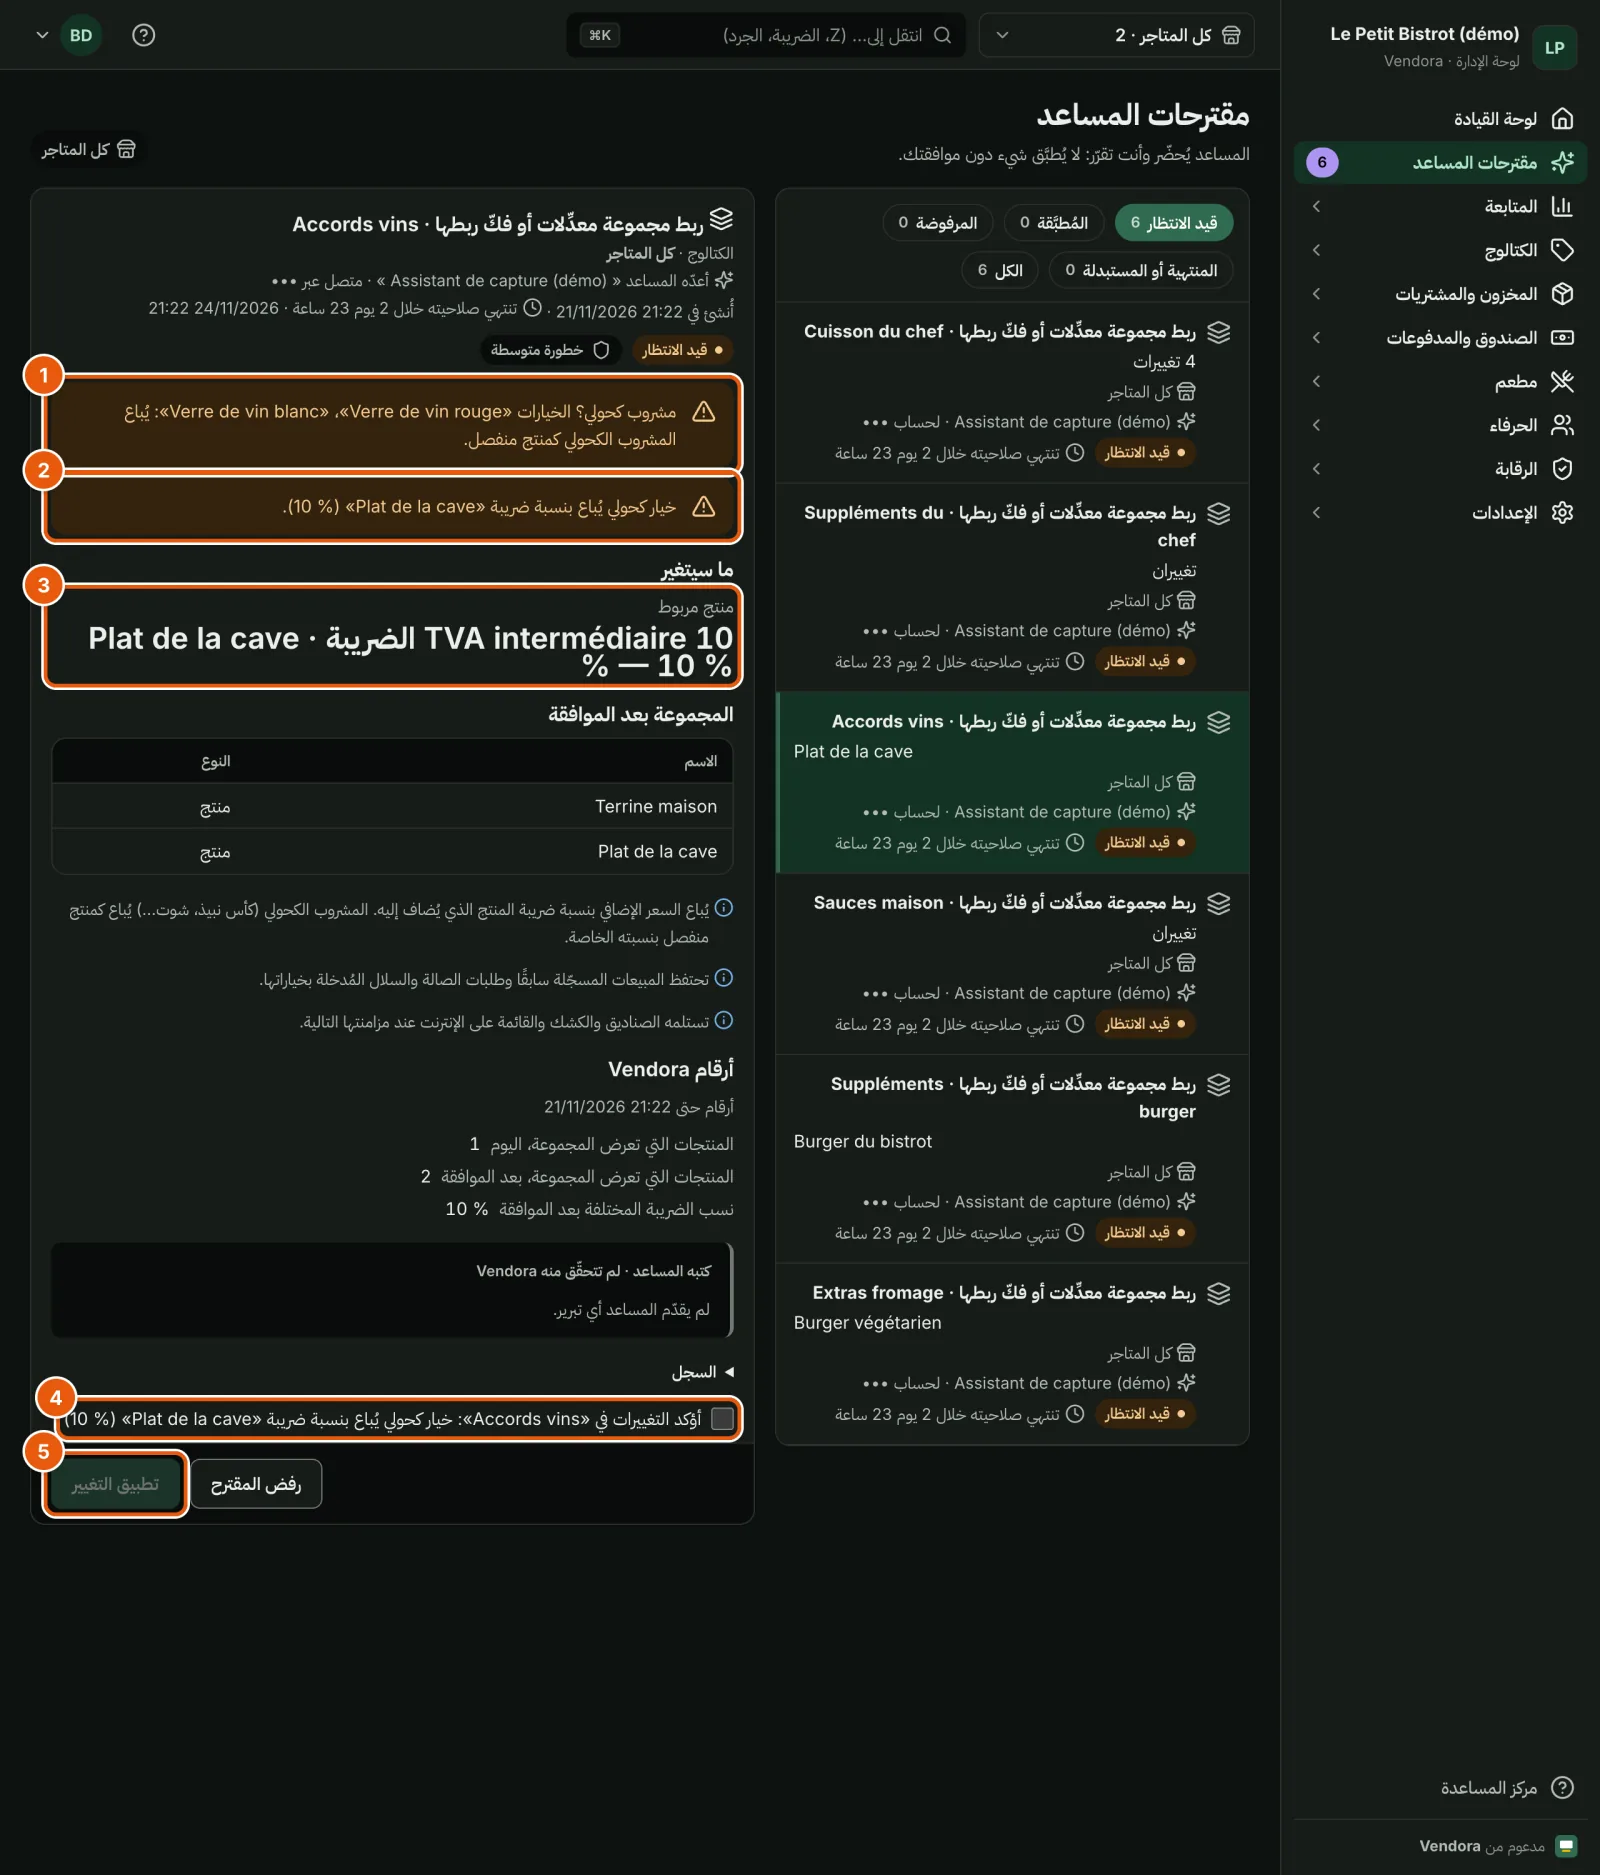 Le Petit Bistrot (démo)
LP
لوحة الإدارة · Vendora
لوحة القيادة
مقترحات المساعد
6
المتابعة
الكتالوج
المخزون والمشتريات
الصندوق والمدفوعات
مطعم
الحرفاء
الرقابة
الإعدادات
مركز المساعدة
مدعوم من Vendora
كل المتاجر · 2
انتقل إلى... (Z، الضريبة، الجرد)
⌘K
BD
مقترحات المساعد
المساعد يُحضّر وأنت تقرّر: لا يُطبَّق شيء دون موافقتك.
كل المتاجر
قيد الانتظار 6
المُطبَّقة 0
المرفوضة 0
المنتهية أو المستبدلة 0
الكل 6
ربط مجموعة معدِّلات أو فكّ ربطها · Cuisson du chef
4 تغييرات
كل المتاجر
Assistant de capture (démo) · لحساب •••
قيد الانتظار
تنتهي صلاحيته خلال 2 يوم 23 ساعة
ربط مجموعة معدِّلات أو فكّ ربطها · Suppléments du
chef
تغييران
كل المتاجر
Assistant de capture (démo) · لحساب •••
قيد الانتظار
تنتهي صلاحيته خلال 2 يوم 23 ساعة
ربط مجموعة معدِّلات أو فكّ ربطها · Accords vins
Plat de la cave
كل المتاجر
Assistant de capture (démo) · لحساب •••
قيد الانتظار
تنتهي صلاحيته خلال 2 يوم 23 ساعة
ربط مجموعة معدِّلات أو فكّ ربطها · Sauces maison
تغييران
كل المتاجر
Assistant de capture (démo) · لحساب •••
قيد الانتظار
تنتهي صلاحيته خلال 2 يوم 23 ساعة
ربط مجموعة معدِّلات أو فكّ ربطها · Suppléments
burger
Burger du bistrot
كل المتاجر
Assistant de capture (démo) · لحساب •••
قيد الانتظار
تنتهي صلاحيته خلال 2 يوم 23 ساعة
ربط مجموعة معدِّلات أو فكّ ربطها · Extras fromage
Burger végétarien
كل المتاجر
Assistant de capture (démo) · لحساب •••
قيد الانتظار
تنتهي صلاحيته خلال 2 يوم 23 ساعة
ربط مجموعة معدِّلات أو فكّ ربطها · Accords vins
الكتالوج · كل المتاجر
أعدّه المساعد « Assistant de capture (démo) » · متصل عبر •••
أُنشئ في 21/11/2026 21:22 · تنتهي صلاحيته خلال 2 يوم 23 ساعة · 24/11/2026 21:22
قيد الانتظار
خطورة متوسطة
1
مشروب كحولي؟ الخيارات «Verre de vin rouge»، «Verre de vin blanc»: يُباع
المشروب الكحولي كمنتج منفصل.
2
خيار كحولي يُباع بنسبة ضريبة «Plat de la cave» (10 %).
ما سيتغير
3
منتج مربوط
Plat de la cave · الضريبة TVA intermédiaire 10
% — 10 %
المجموعة بعد الموافقة
الاسم
النوع
Terrine maison
منتج
Plat de la cave
منتج
يُباع السعر الإضافي بنسبة ضريبة المنتج الذي يُضاف إليه. المشروب الكحولي (كأس نبيذ، شوت...) يُباع كمنتج
منفصل بنسبته الخاصة.
تحتفظ المبيعات المسجّلة سابقًا وطلبات الصالة والسلال المُدخلة بخياراتها.
تستلمه الصناديق والكشك والقائمة على الإنترنت عند مزامنتها التالية.
أرقام Vendora
أرقام حتى 21/11/2026 21:22
المنتجات التي تعرض المجموعة، اليوم 1
المنتجات التي تعرض المجموعة، بعد الموافقة 2
نسب الضريبة المختلفة بعد الموافقة 10 %
كتبه المساعد · لم تتحقّق منه Vendora
لم يقدّم المساعد أي تبرير.
السجل
4
أؤكد التغييرات في «Accords vins»: خيار كحولي يُباع بنسبة ضريبة «Plat de la cave» (10 %)
5
رفض المقترح
تطبيق التغيير